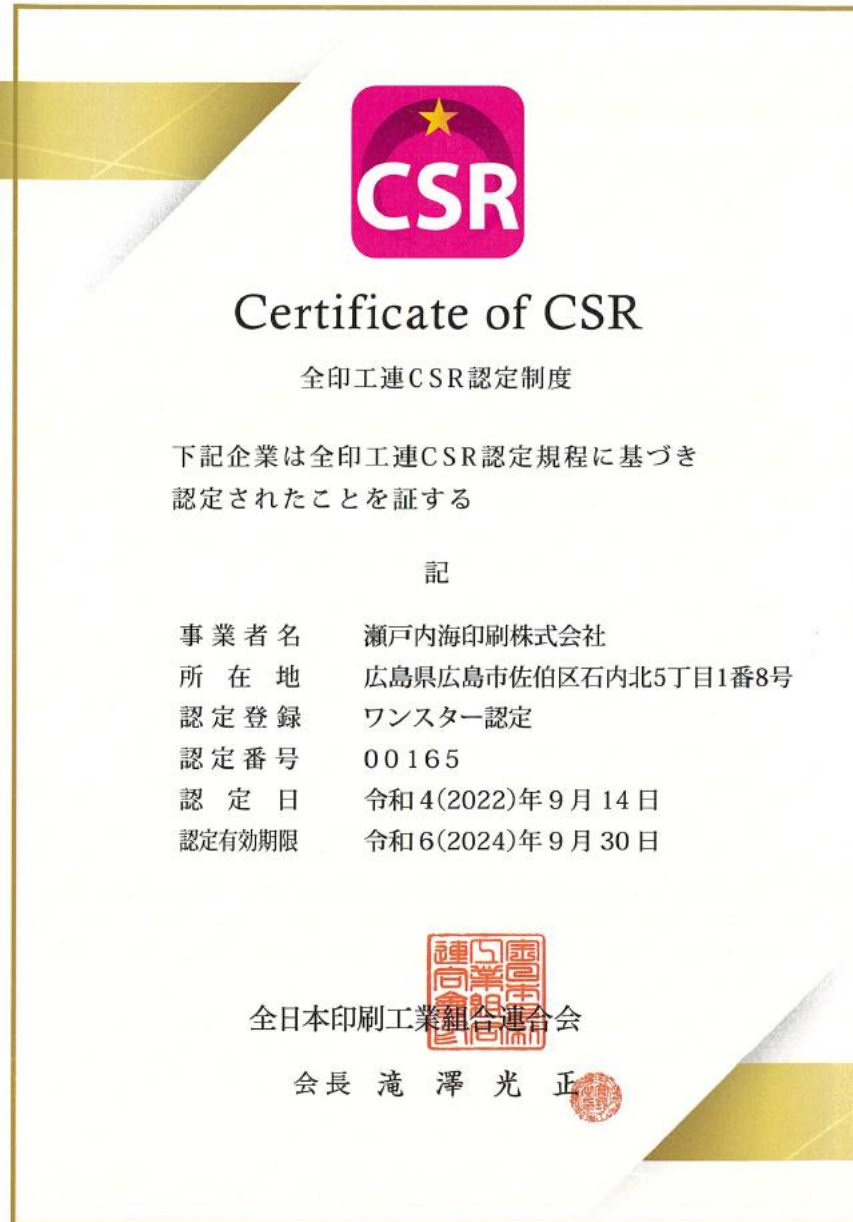 CSR
Certificate of CSR
全印工連CSR認定制度
下記企業は全印工連CSR認定規程に基づき
認定されたことを証する
記
事業者名 瀬戸内海印刷株式会社
所在地 広島県広島市佐伯区石内北5丁目1番8号
認定登録 ワンスター認定
認定番号 00165
認定日 令和4(2022)年9月14日
認定有効期限 令和6(2024)年9月30日
全日本印刷工業組合連合会
会長 滝澤光正